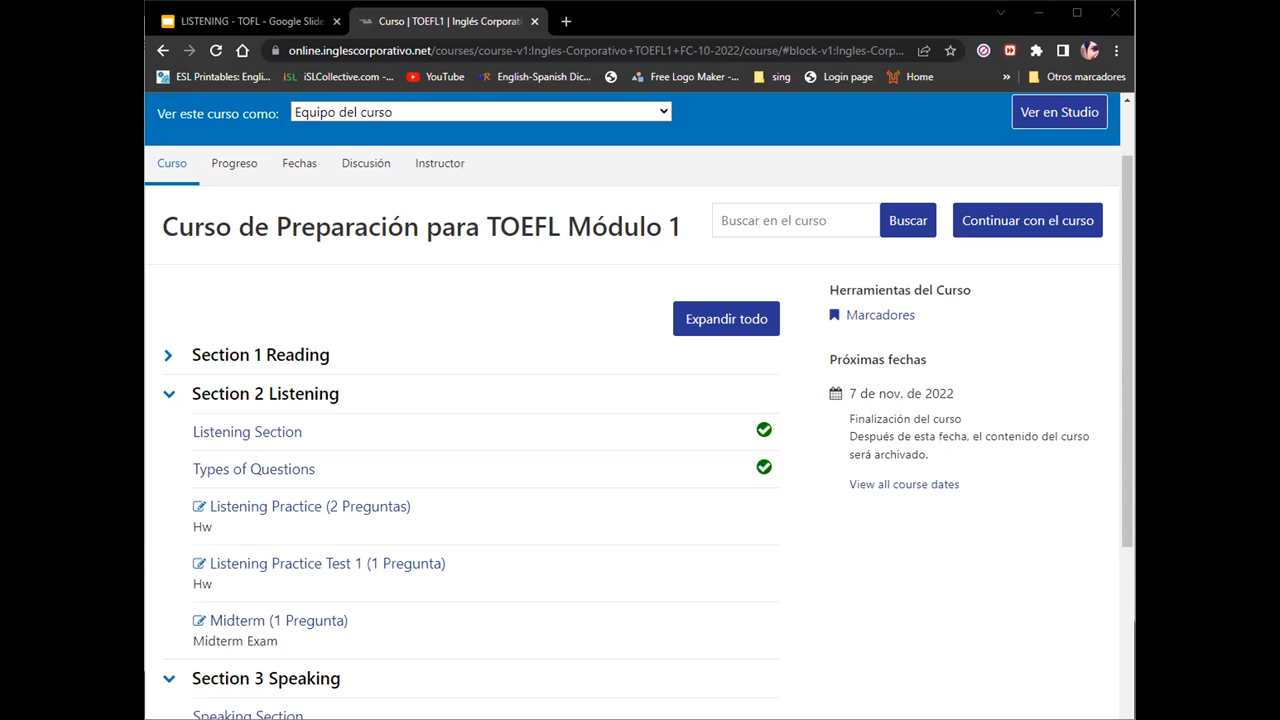 LISTENING - TOFL - Google Slide
Curso | TOEFL1 | Inglés Corporati
online.inglescorporativo.net/courses/course-v1:Ingles-Corporativo+TOEFL1+FC-10-2022/course/#block-v1:Ingles-Corp...
ESL Printables: Engli... iSLCollective.com -... YouTube English-Spanish Dic... Free Logo Maker -... sing Login page Home » Otros marcadores
Ver este curso como: Equipo del curso Ver en Studio
Curso Progreso Fechas Discusión Instructor
Curso de Preparación para TOEFL Módulo 1 Buscar en el curso Buscar Continuar con el curso
Herramientas del Curso
Marcadores
Expandir todo
Section 1 Reading
Próximas fechas
Section 2 Listening
7 de nov. de 2022
Finalización del curso
Después de esta fecha, el contenido del curso
será archivado.
View all course dates
Listening Section
Types of Questions
Listening Practice (2 Preguntas)
Hw
Listening Practice Test 1 (1 Pregunta)
Hw
Midterm (1 Pregunta)
Midterm Exam
Section 3 Speaking
Speaking Section